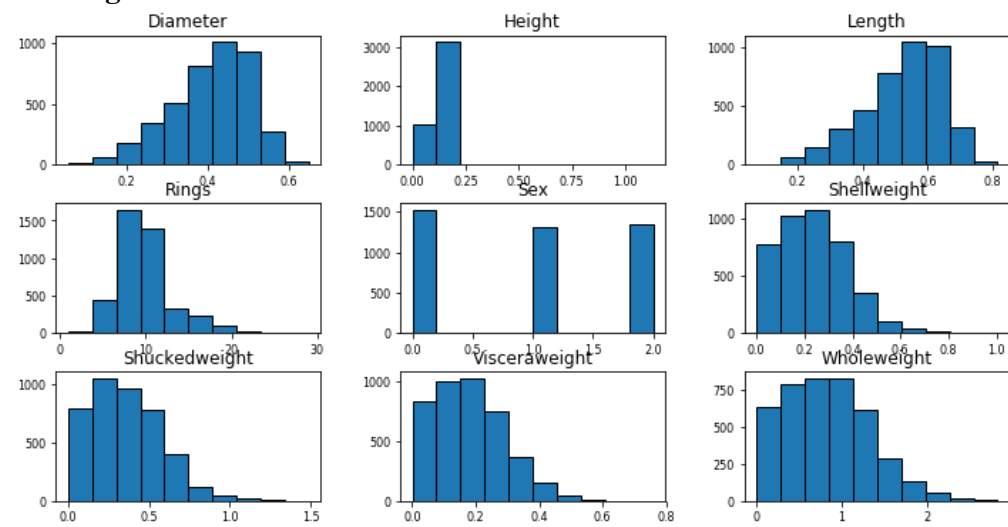 Diameter Height Length
1000 3000 1000
2000
500 500
1000
0 0 0
0.2 0.4 0.6 0.00 0.25 0.50 0.75 1.00 0.2 0.4 0.6 0.8
Rings Sex Shellweight
1500 1500
1000
1000 1000
500
500 500
0 0 0
0 10 20 30 0.0 0.5 1.0 1.5 2.0 0.0 0.2 0.4 0.6 0.8 1.0
Shuckedweight Visceraweight Wholeweight
1000 1000 750
500
500 500
250
0 0 0
0.0 0.5 1.0 1.5 0.0 0.2 0.4 0.6 0.8 0 1 2